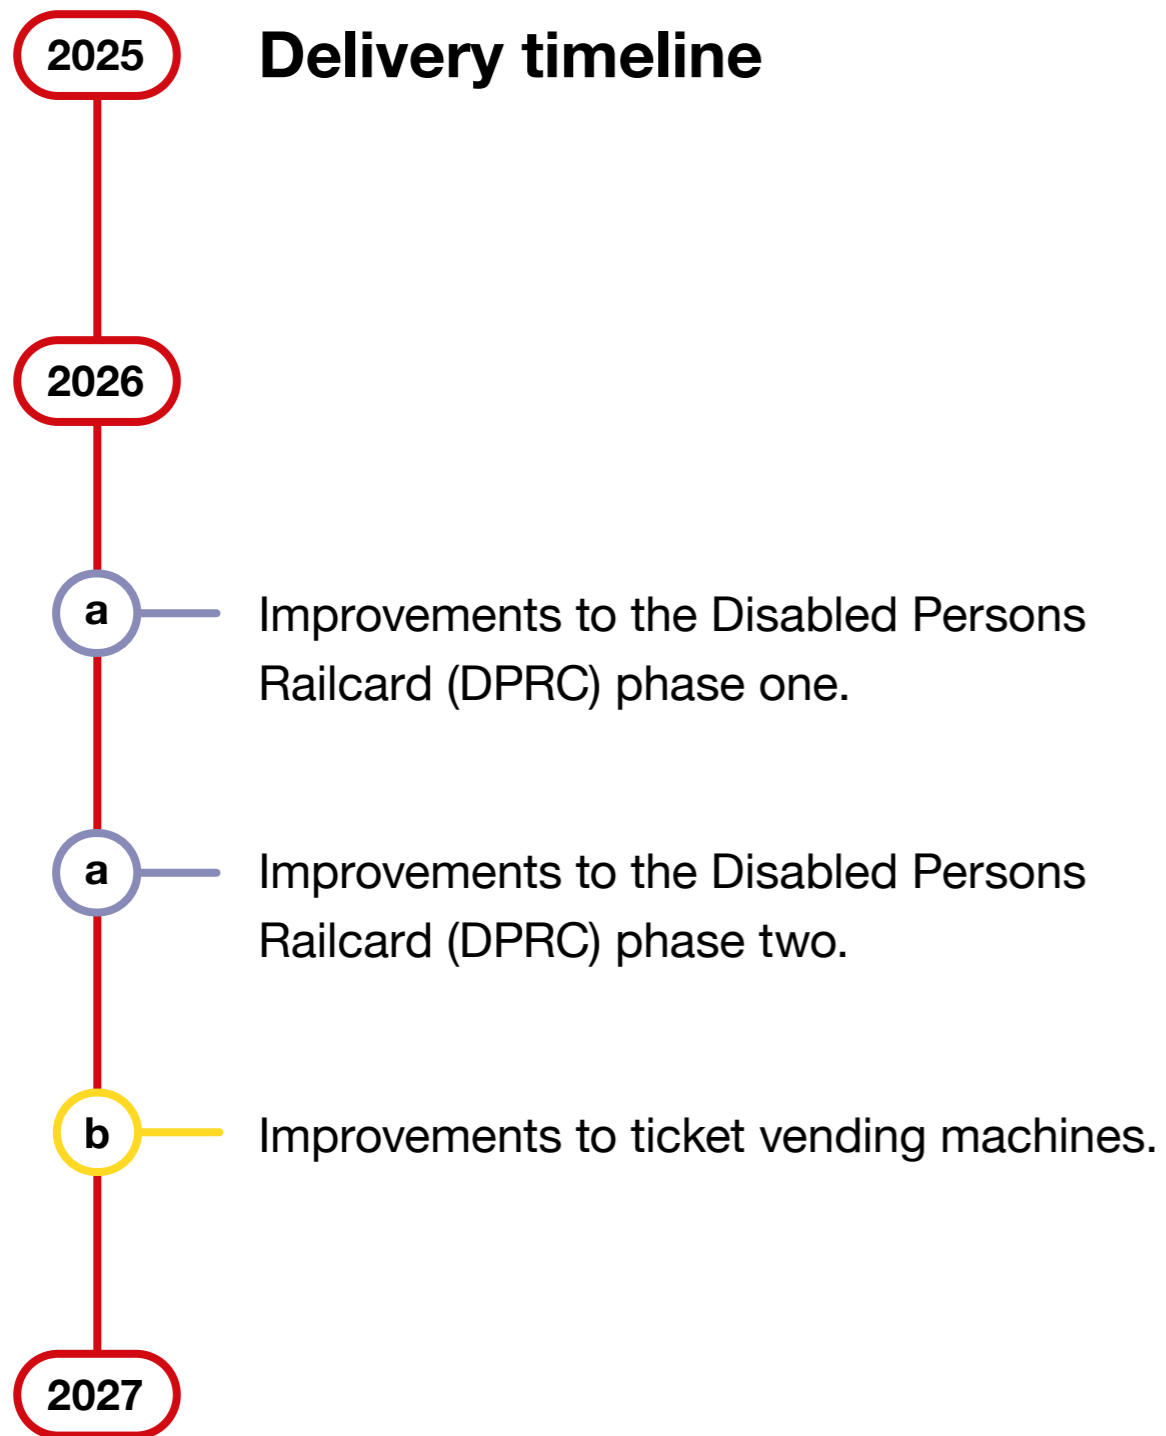 2025
Delivery timeline
2026
a
Improvements to the Disabled Persons
Railcard (DPRC) phase one.
a
Improvements to the Disabled Persons
Railcard (DPRC) phase two.
b
Improvements to ticket vending machines.
2027